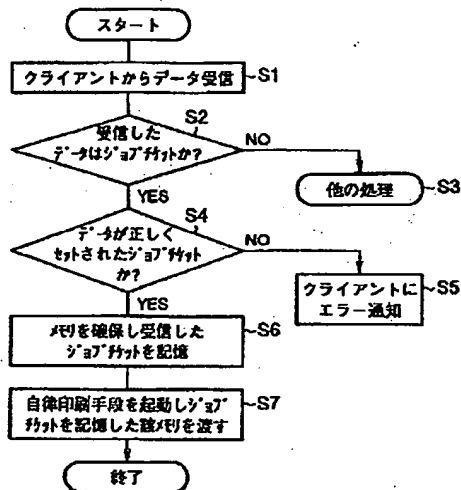 スタート
クライアントからデータ受信
S1
S2
受信した
データはジョブチケットか?
NO
他の処理
S3
YES
S4
データが正しく
セットされたジョブチケット
か?
NO
クライアントに
エラー通知
S5
YES
メモリを確保し受信した
ジョブチケットを記憶
S6
自律印刷手段を起動しジョブ
チケットを記憶した該メモリを渡す
S7
終了